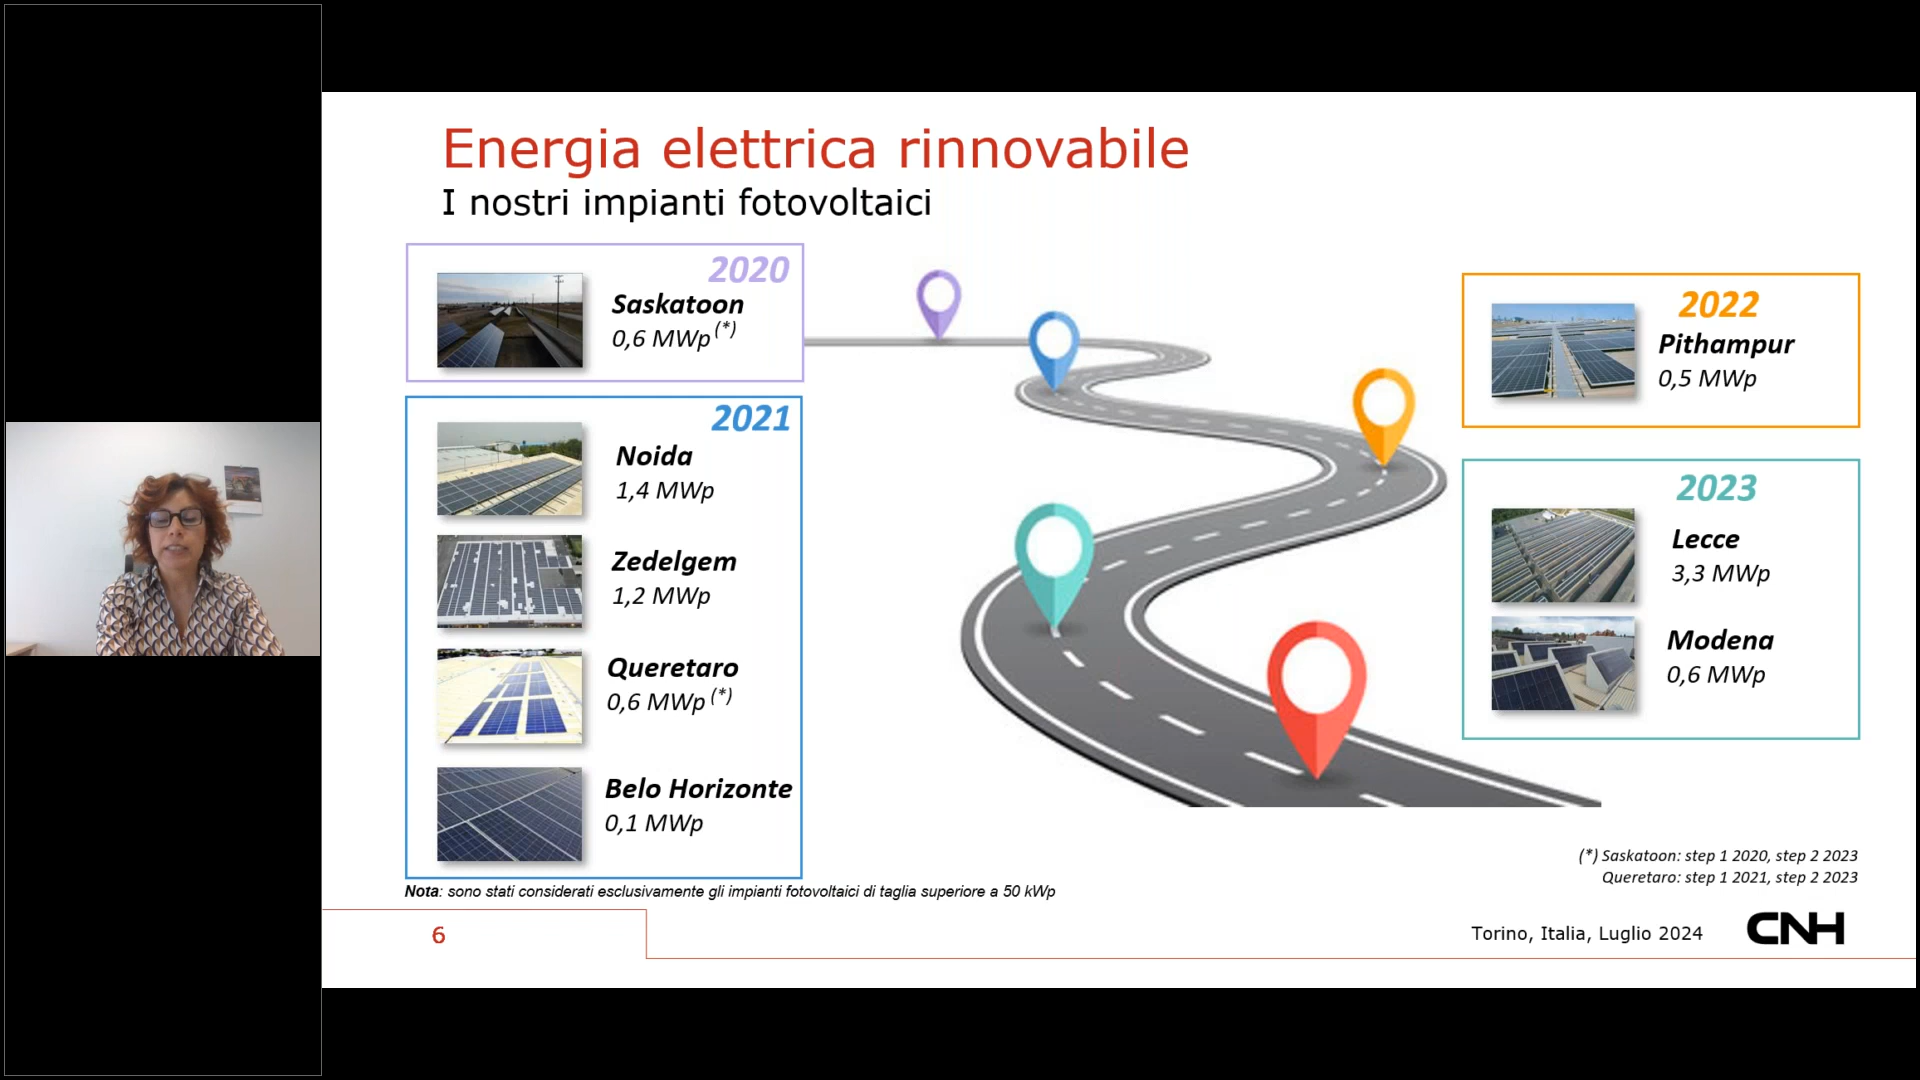 Energia elettrica rinnovabile
I nostri impianti fotovoltaici
2020
Saskatoon
0,6 MWp (*)
2021
Noida
1,4 MWp
Zedelgem
1,2 MWp
Queretaro
0,6 MWp (*)
Belo Horizonte
0,1 MWp
2022
Pithampur
0,5 MWp
2023
Lecce
3,3 MWp
Modena
0,6 MWp
(*) Saskatoon: step 1 2020, step 2 2023
Queretaro: step 1 2021, step 2 2023
Nota: sono stati considerati esclusivamente gli impianti fotovoltaici di taglia superiore a 50 kWp
6
Torino, Italia, Luglio 2024
CNH